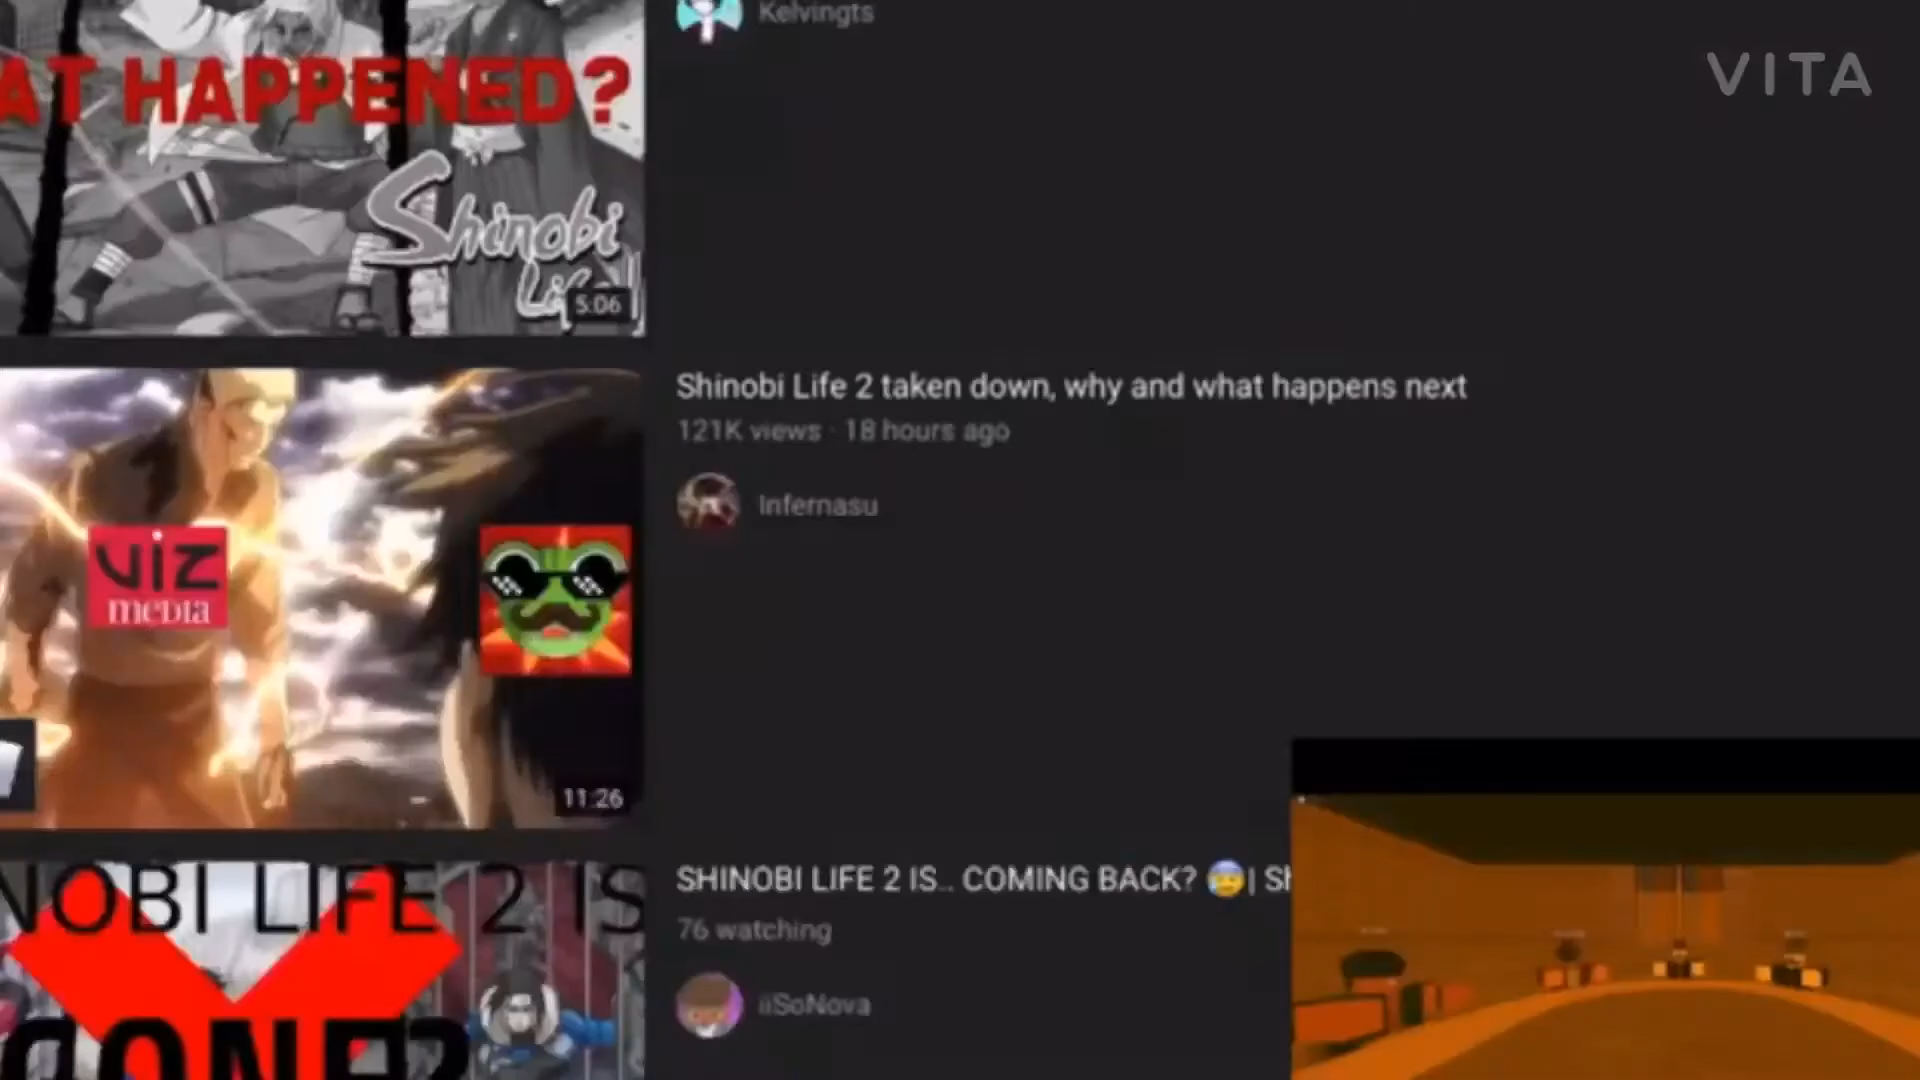 Kelvingts
VITA
AT HAPPENED?
Shinobi
Life
5:06
Shinobi Life 2 taken down, why and what happens next
121K views · 18 hours ago
Infernasu
VIZ
media
11:26
NOBI LIFE 2 IS
GONE?
SHINOBI LIFE 2 IS.. COMING BACK? 😰 | SH
76 watching
iiSoNova